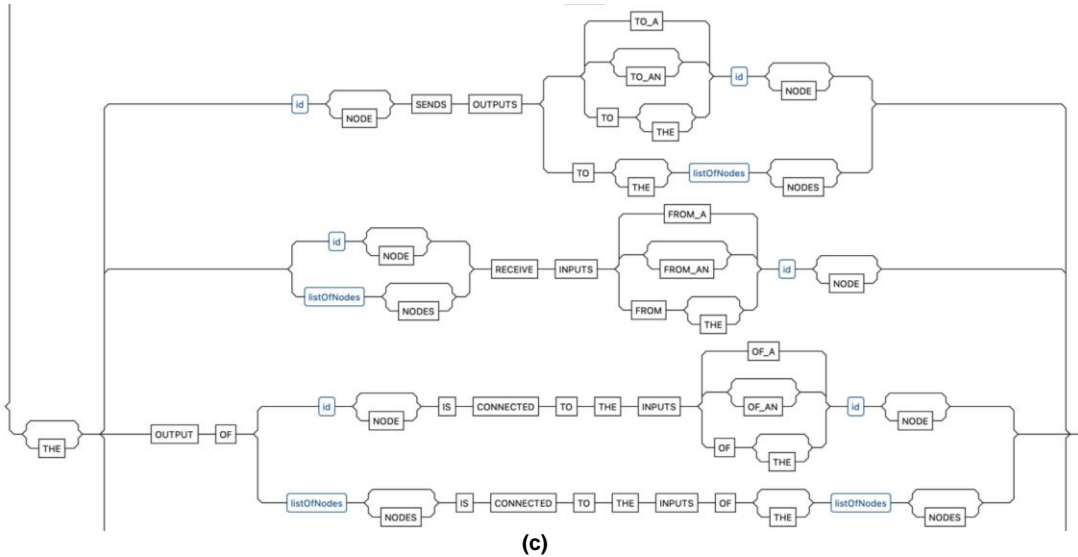 TO_A
TO_AN
id NODE SENDS OUTPUTS TO THE id NODE
TO THE listOfNodes NODES
FROM_A
id NODE
FROM_AN
RECEIVE INPUTS id NODE
listOfNodes NODES FROM THE
OF_A
id NODE IS CONNECTED TO THE INPUTS OF_AN id NODE
THE OUTPUT OF OF THE
listOfNodes NODES IS CONNECTED TO THE INPUTS OF THE listOfNodes NODES
(c)